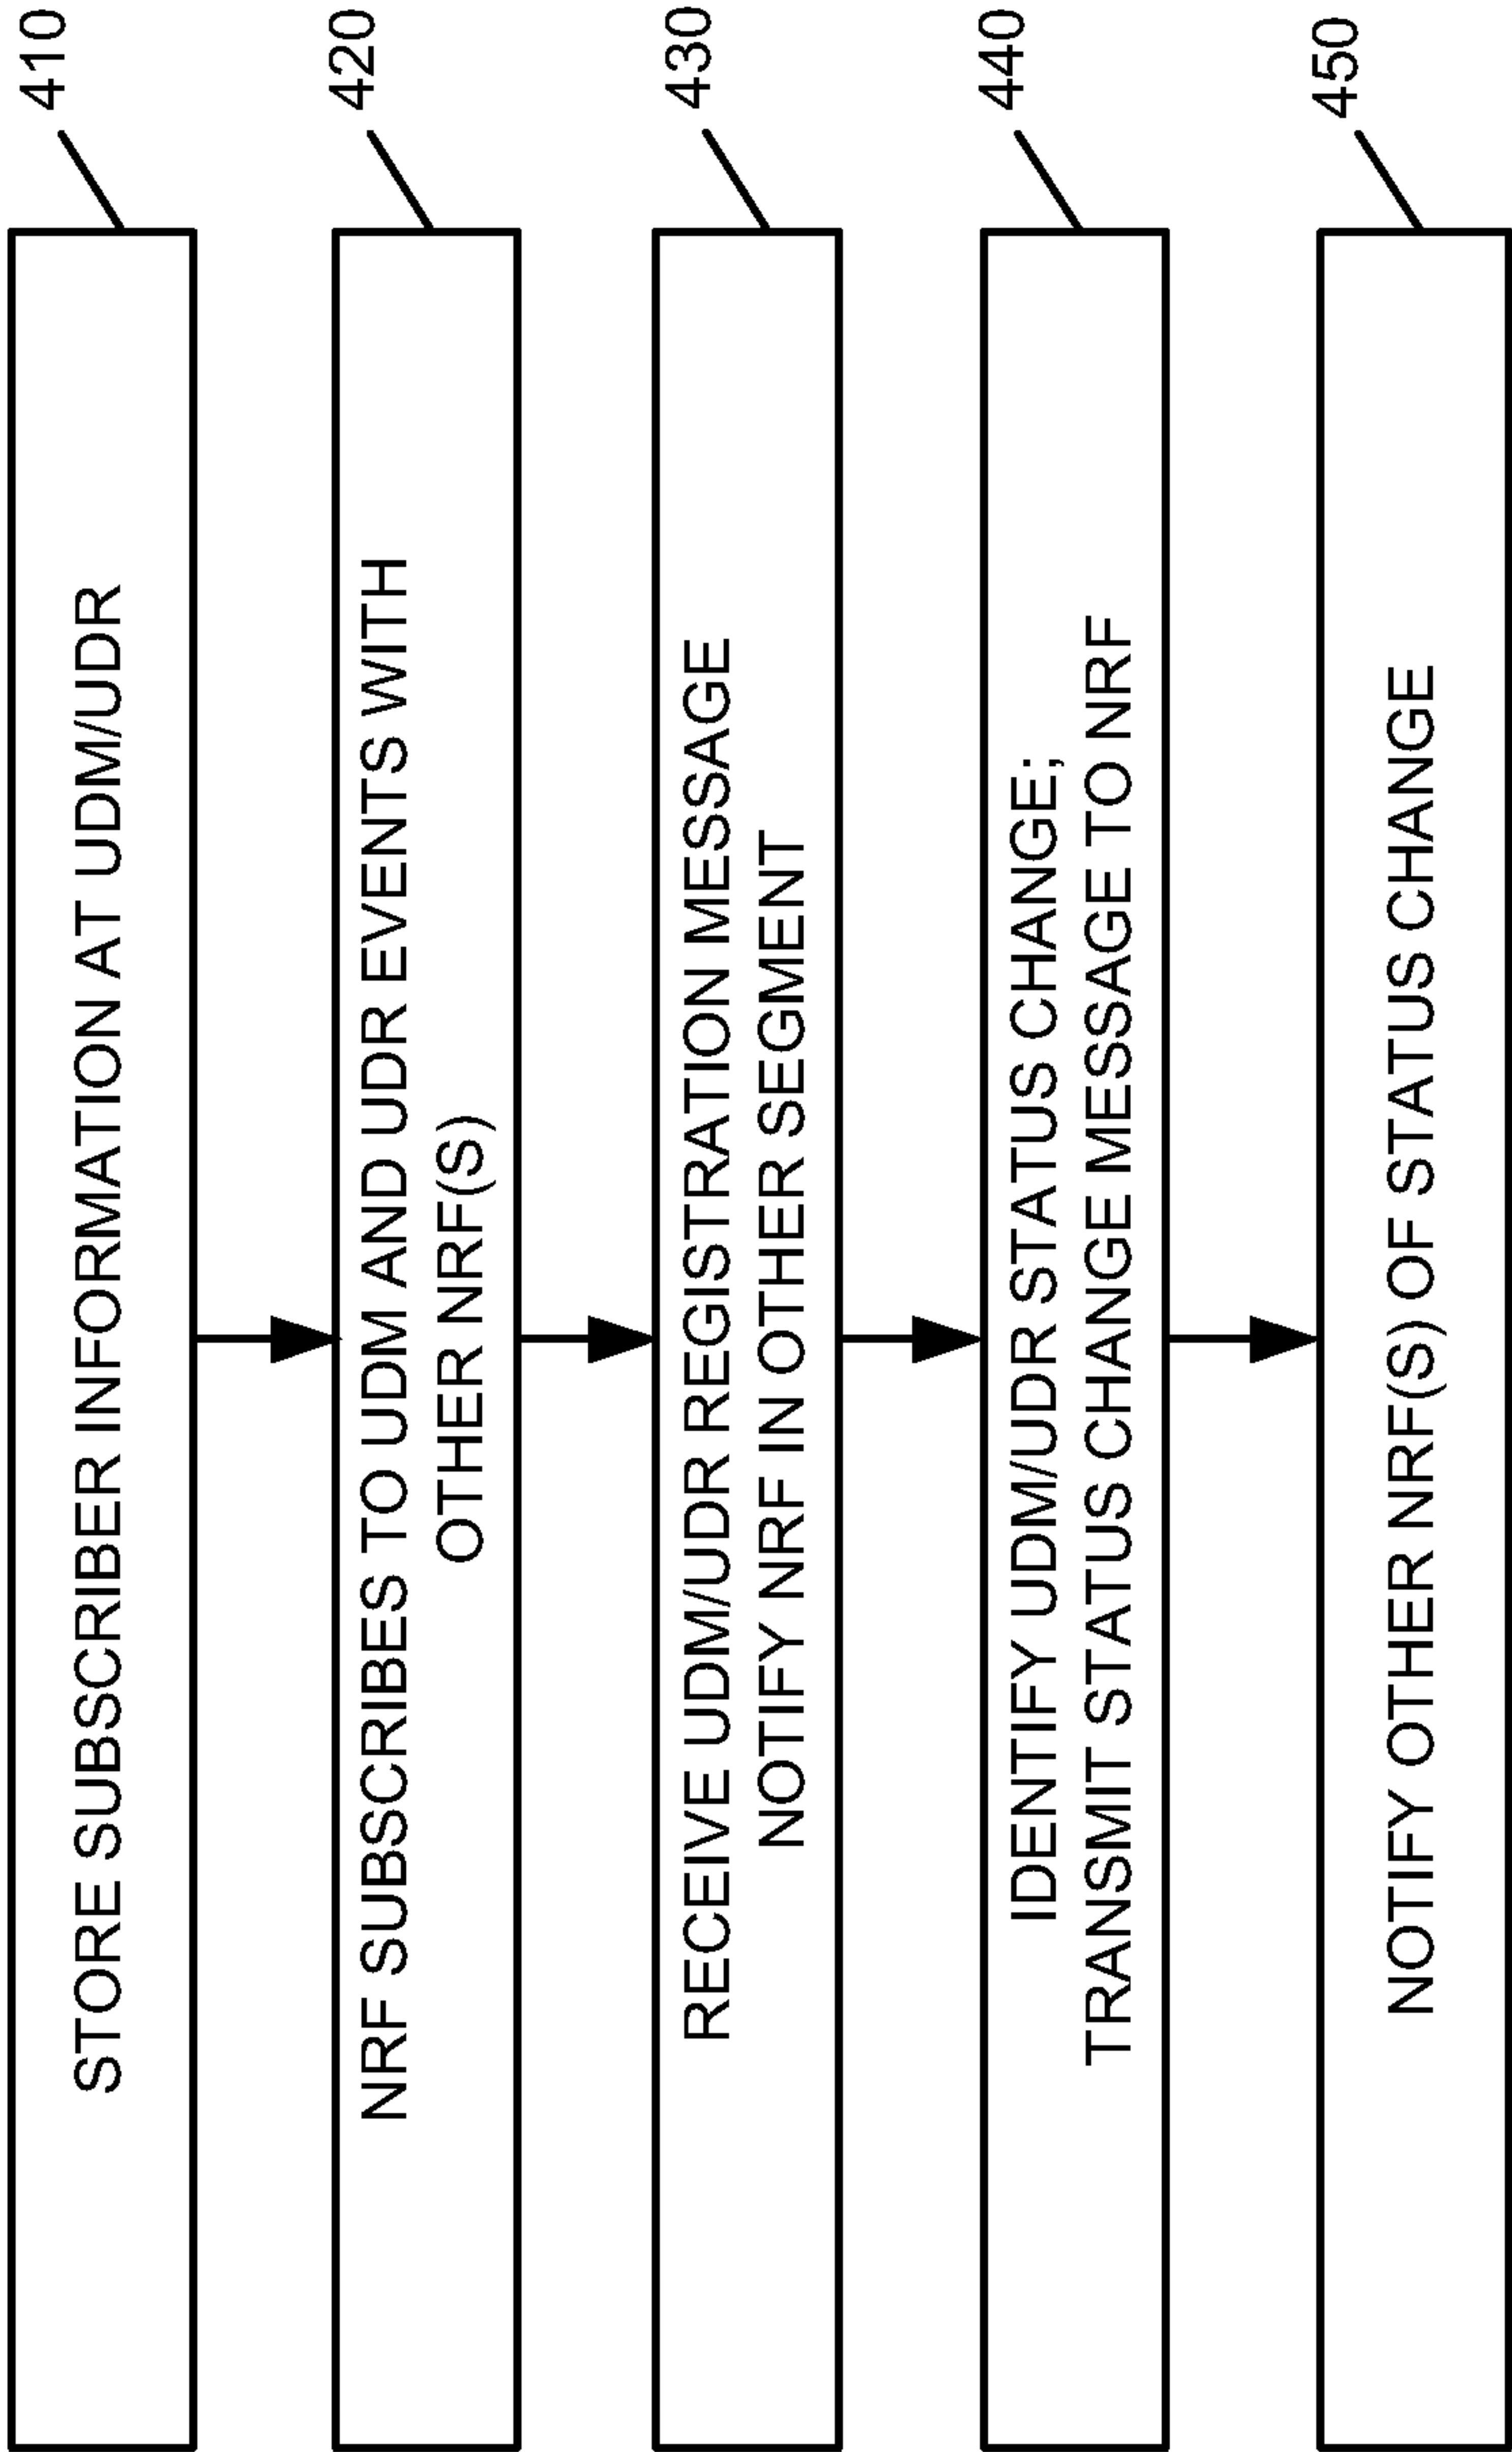 410
STORE SUBSCRIBER INFORMATION AT UDM/UDR
420
NRF SUBSCRIBES TO UDM AND UDR EVENTS WITH
OTHER NRF(S)
430
RECEIVE UDM/UDR REGISTRATION MESSAGE
NOTIFY NRF IN OTHER SEGMENT
440
IDENTIFY UDM/UDR STATUS CHANGE;
TRANSMIT STATUS CHANGE MESSAGE TO NRF
450
NOTIFY OTHER NRF(S) OF STATUS CHANGE